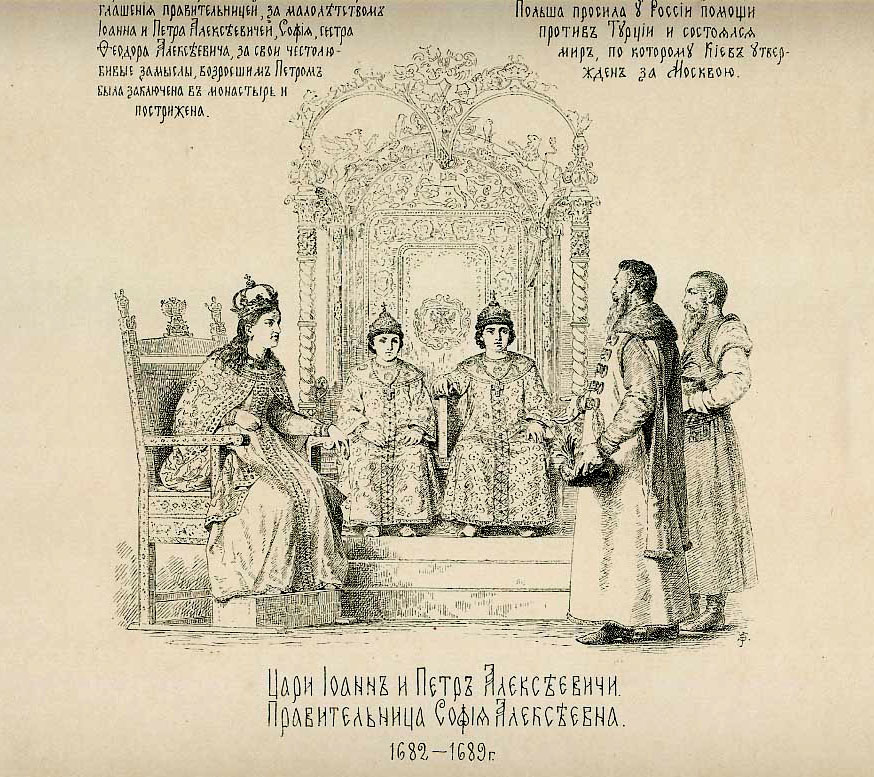 глашенія правительницей, за малолѣтствомъ
Іоанна и Петра Алексѣевичей, Софія, сестра
Ѳеодора Алексѣевича, за свои честолю-
бивые замыслы, возросшимъ Петромъ
была заключена въ монастырь и
пострижена.
Польша просила у Россіи помощи
противъ Турціи и состоялся
миръ, по которому Кіевъ утвер-
жденъ за Москвою.
Цари Іоаннъ и Петръ Алексѣевичи.
Правительница Софія Алексѣевна.
1682—1689 г.